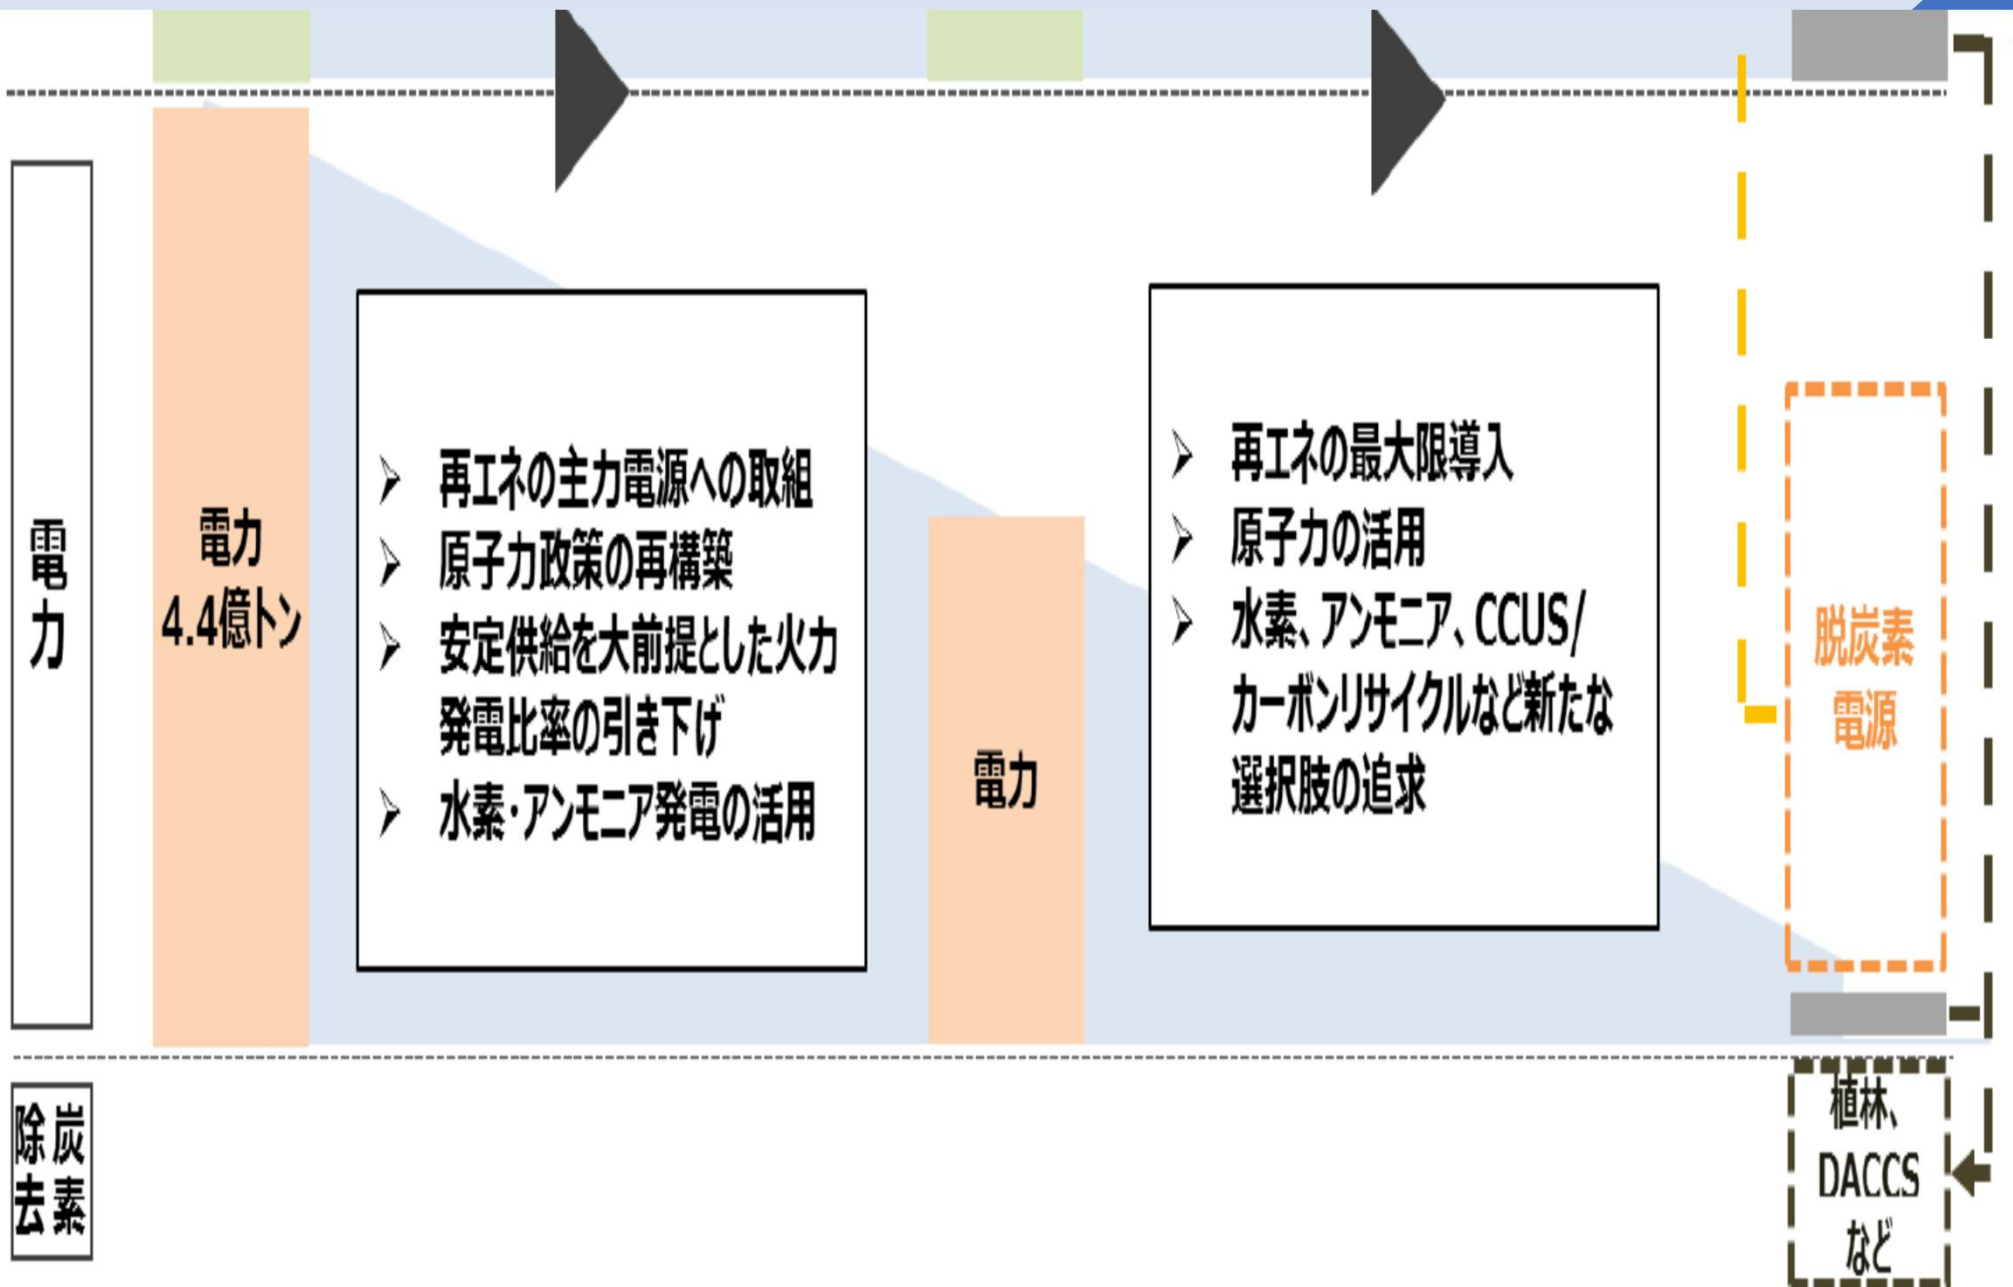 電力
電力
4.4億トン
➢ 再エネの主力電源への取組
➢ 原子力政策の再構築
➢ 安定供給を大前提とした火力
発電比率の引き下げ
➢ 水素・アンモニア発電の活用
電力
➢ 再エネの最大限導入
➢ 原子力の活用
➢ 水素、アンモニア、CCUS/
カーボンリサイクルなど新たな
選択肢の追求
脱炭素
電源
炭素
除去
植林、
DACCS
など